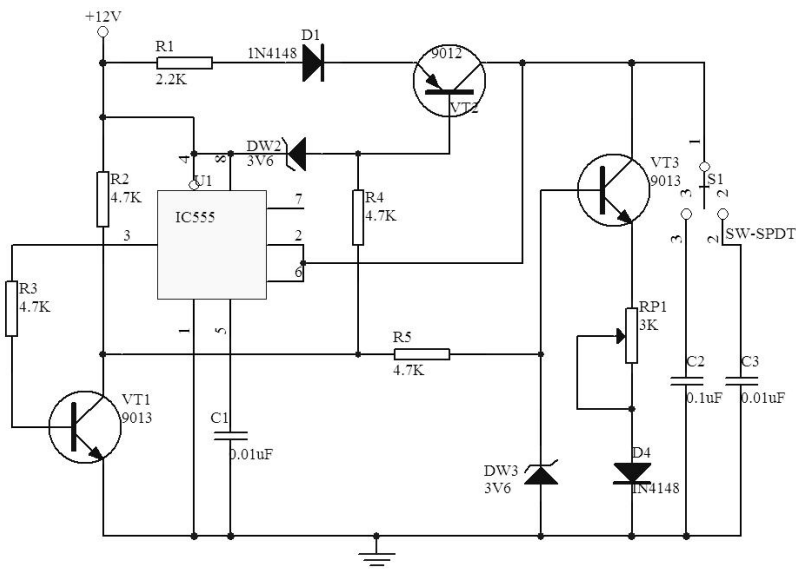 +12V
R1
2.2K
D1
1N4148
9012
VT2
DW2
3V6
4
8
U1
IC555
7
2
6
3
1
5
R2
4.7K
R3
4.7K
R4
4.7K
R5
4.7K
VT1
9013
C1
0.01uF
VT3
9013
RP1
3K
DW3
3V6
D4
1N4148
1
S1
3
2
SW-SPDT
3
2
C2
0.1uF
C3
0.01uF